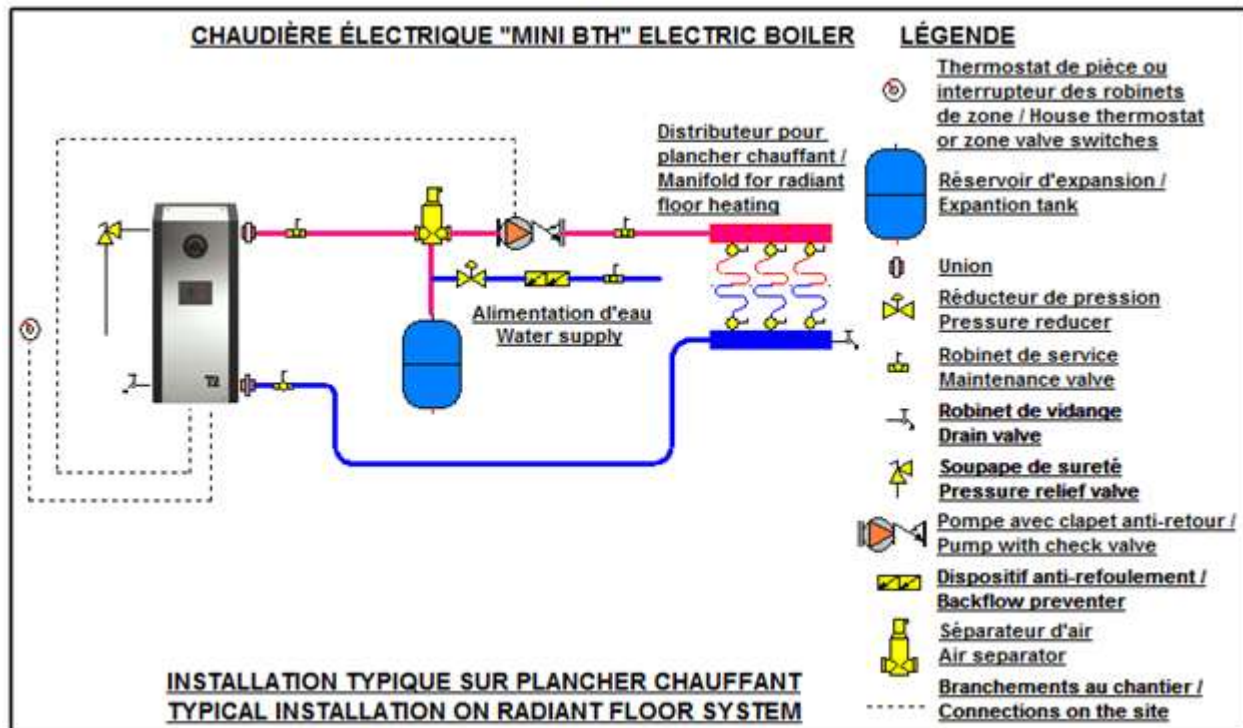 CHAUDIÈRE ÉLECTRIQUE "MINI BTH" ELECTRIC BOILER
LÉGENDE
Thermostat de pièce ou
interrupteur des robinets
de zone / House thermostat
or zone valve switches
Distributeur pour
plancher chauffant /
Manifold for radiant
floor heating
Réservoir d'expansion /
Expantion tank
Union
Réducteur de pression
Pressure reducer
Alimentation d'eau
Water supply
Robinet de service
Maintenance valve
Robinet de vidange
Drain valve
Soupape de sureté
Pressure relief valve
Pompe avec clapet anti-retour /
Pump with check valve
Dispositif anti-refoulement /
Backflow preventer
Séparateur d'air
Air separator
Branchements au chantier /
Connections on the site
INSTALLATION TYPIQUE SUR PLANCHER CHAUFFANT
TYPICAL INSTALLATION ON RADIANT FLOOR SYSTEM